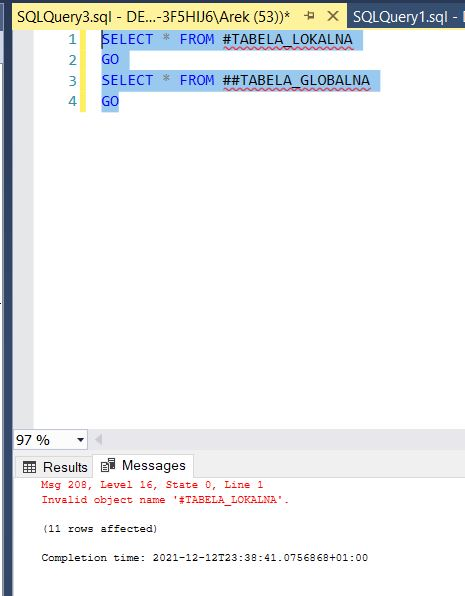 SQLQuery3.sql - DE...-3F5HIJ6\Arek (53))* SQLQuery1.sql - D
1 SELECT * FROM #TABELA_LOKALNA
2 GO
3 SELECT * FROM ##TABELA_GLOBALNA
4 GO
97 %
Results Messages
Msg 208, Level 16, State 0, Line 1
Invalid object name '#TABELA_LOKALNA'.
(11 rows affected)
Completion time: 2021-12-12T23:38:41.0756868+01:00